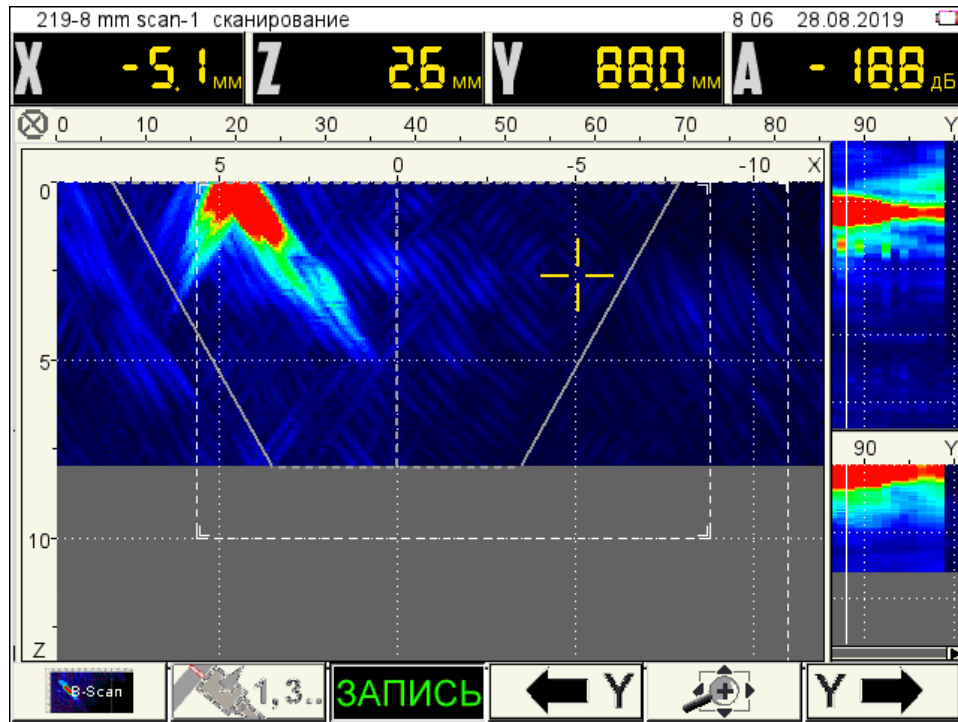 219-8 mm scan-1 сканирование 8 06 28.08.2019
X -5.1 мм Z 2.6 мм Y 88.0 мм A - 18.8 дБ
0 10 20 30 40 50 60 70 80 90 Y
5 0 -5 -10 X
0
5
90 Y
10
Z
B-Scan 1,3.. ЗАПИСЬ Y Y